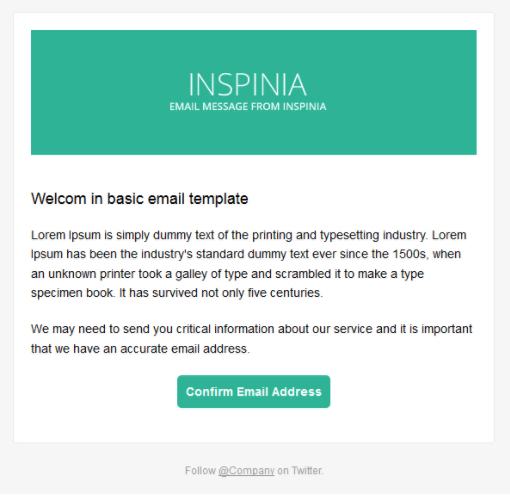 INSPINIA
EMAIL MESSAGE FROM INSPINIA
Welcom in basic email template
Lorem Ipsum is simply dummy text of the printing and typesetting industry. Lorem
Ipsum has been the industry's standard dummy text ever since the 1500s, when
an unknown printer took a galley of type and scrambled it to make a type
specimen book. It has survived not only five centuries.
We may need to send you critical information about our service and it is important
that we have an accurate email address.
Confirm Email Address
Follow @Company on Twitter.